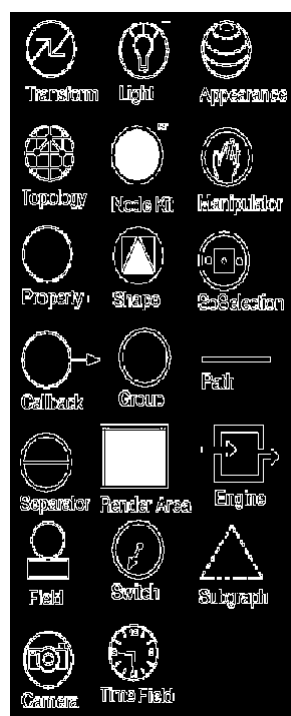 Transform Light Appearance
Topology Node Kit Manipulator
Property Shape SoSelection
Callback Group Path
Separator Render Area Engine
Field Switch Subgraph
Camera Time Field